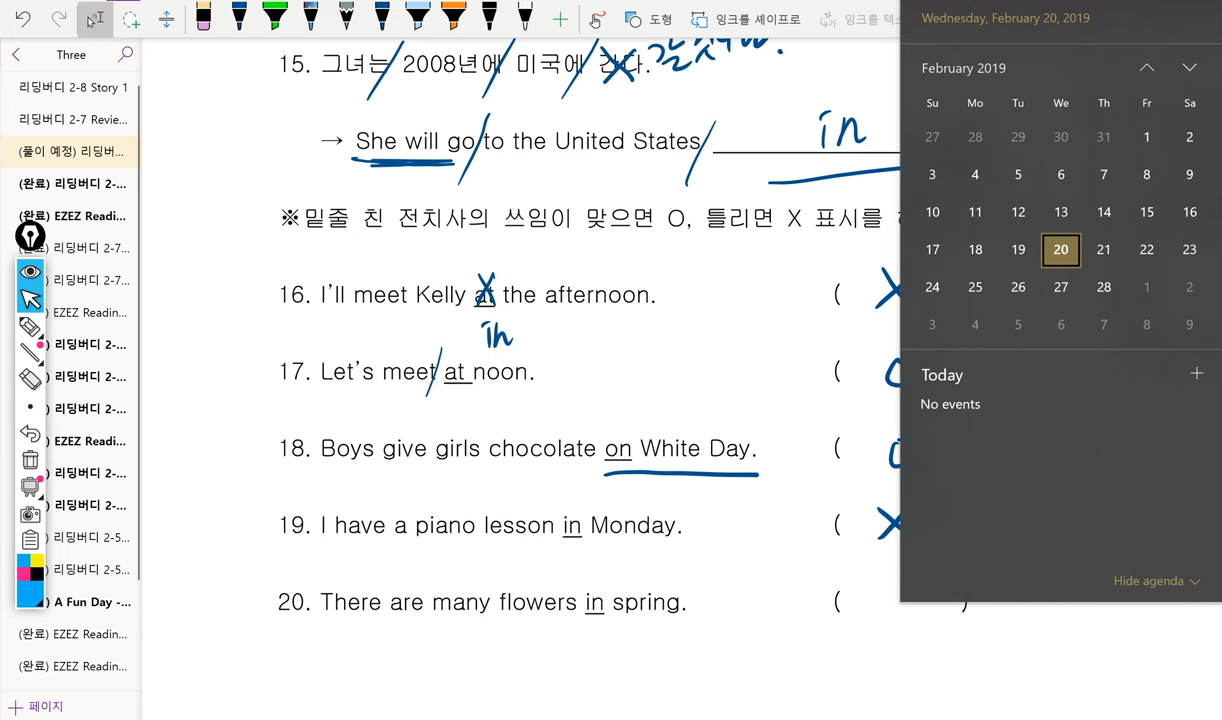 도형
잉크를 셰이프로
잉크를 텍스
Three
리딩버디 2-8 Story 1
리딩버디 2-7 Revie...
(풀이 예정) 리딩버...
(완료) 리딩버디 2-...
(완료) EZEZ Readi...
) 리딩버디 2-7...
) 리딩버디 2-7...
) EZEZ Readin...
) 리딩버디 2-...
) 리딩버디 2-...
) 리딩버디 2-...
) EZEZ Readi...
) 리딩버디 2-...
) 리딩버디 2-...
) 리딩버디 2-5...
) 리딩버디 2-5...
) A Fun Day -...
(완료) EZEZ Readin...
(완료) EZEZ Readin...
페이지
15. 그녀는 2008년에 미국에 간다.
→ She will go to the United States
in
※밑줄 친 전치사의 쓰임이 맞으면 O, 틀리면 X 표시를
16. I'll meet Kelly at the afternoon. ( X
in
17. Let's meet at noon. (
18. Boys give girls chocolate on White Day. (
19. I have a piano lesson in Monday. ( X
20. There are many flowers in spring. ( )
Wednesday, February 20, 2019
February 2019
Su Mo Tu We Th Fr Sa
27 28 29 30 31 1 2
3 4 5 6 7 8 9
10 11 12 13 14 15 16
17 18 19 20 21 22 23
24 25 26 27 28 1 2
3 4 5 6 7 8 9
Today
No events
Hide agenda